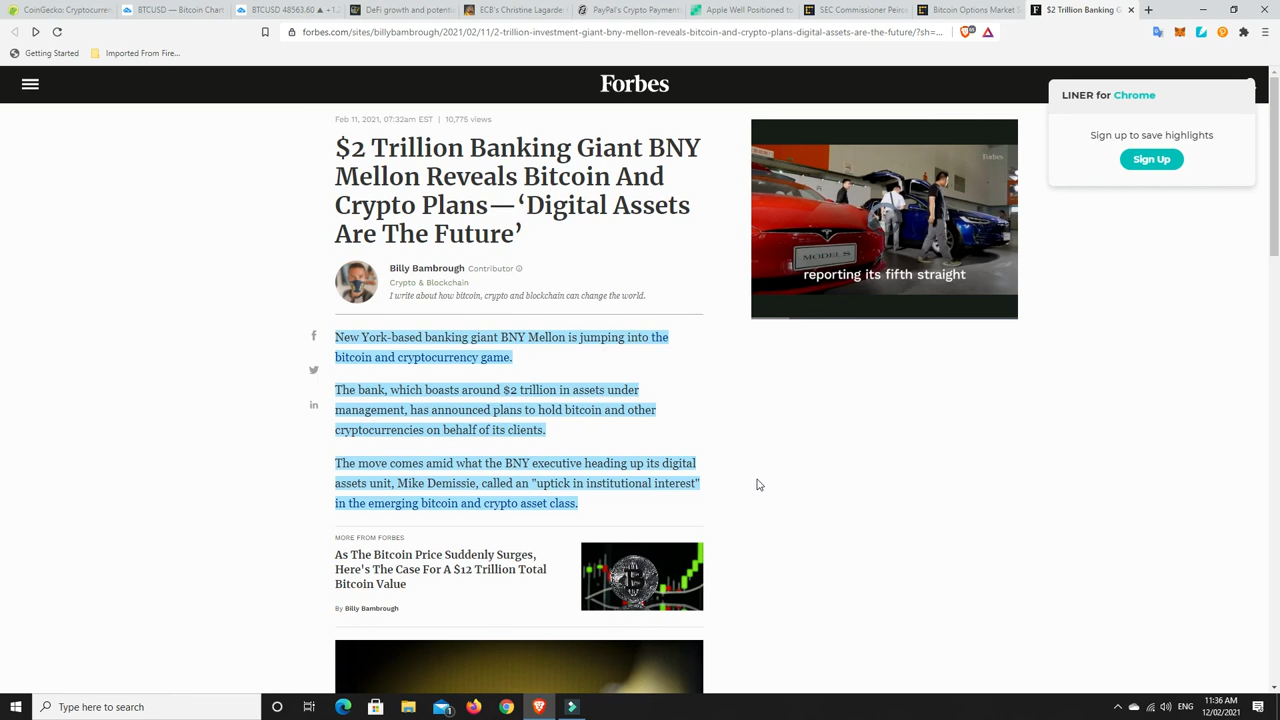 CoinGecko: Cryptocurren
BTCUSD — Bitcoin Chart
BTCUSD 48563.60 ▲ +1.2
DeFi growth and potenti
ECB's Christine Lagarde:
PayPal's Crypto Payment
Apple Well Positioned to
SEC Commissioner Peirce
Bitcoin Options Market S
$2 Trillion Banking G
forbes.com/sites/billybambrough/2021/02/11/2-trillion-investment-giant-bny-mellon-reveals-bitcoin-and-crypto-plans-digital-assets-are-the-future/?sh=...
Getting Started
Imported From Fire...
Forbes
LINER for Chrome
Sign up to save highlights
Sign Up
Feb 11, 2021, 07:32am EST | 10,775 views
$2 Trillion Banking Giant BNY
Mellon Reveals Bitcoin And
Crypto Plans—‘Digital Assets
Are The Future’
Billy Bambrough Contributor
Crypto & Blockchain
I write about how bitcoin, crypto and blockchain can change the world.
Forbes
MODEL S
reporting its fifth straight
New York-based banking giant BNY Mellon is jumping into the
bitcoin and cryptocurrency game.
The bank, which boasts around $2 trillion in assets under
management, has announced plans to hold bitcoin and other
cryptocurrencies on behalf of its clients.
The move comes amid what the BNY executive heading up its digital
assets unit, Mike Demissie, called an "uptick in institutional interest"
in the emerging bitcoin and crypto asset class.
MORE FROM FORBES
As The Bitcoin Price Suddenly Surges,
Here's The Case For A $12 Trillion Total
Bitcoin Value
By Billy Bambrough
Type here to search
ENG
11:36 AM
12/02/2021